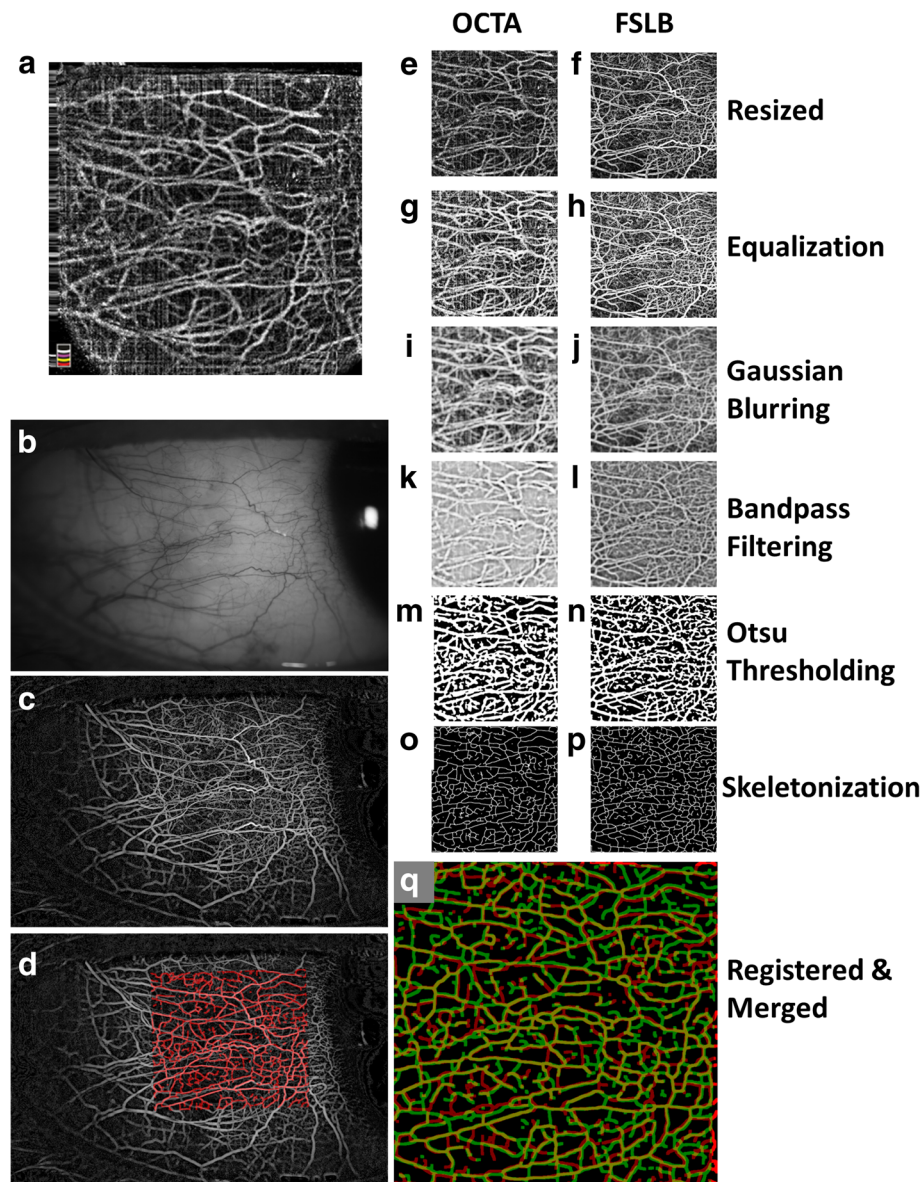 OCTA FSLB
a
e
f
Resized
g
h
Equalization
i
j
Gaussian
Blurring
b
k
l
Bandpass
Filtering
m
n
Otsu
Thresholding
c
o
p
Skeletonization
q
d
Registered &
Merged